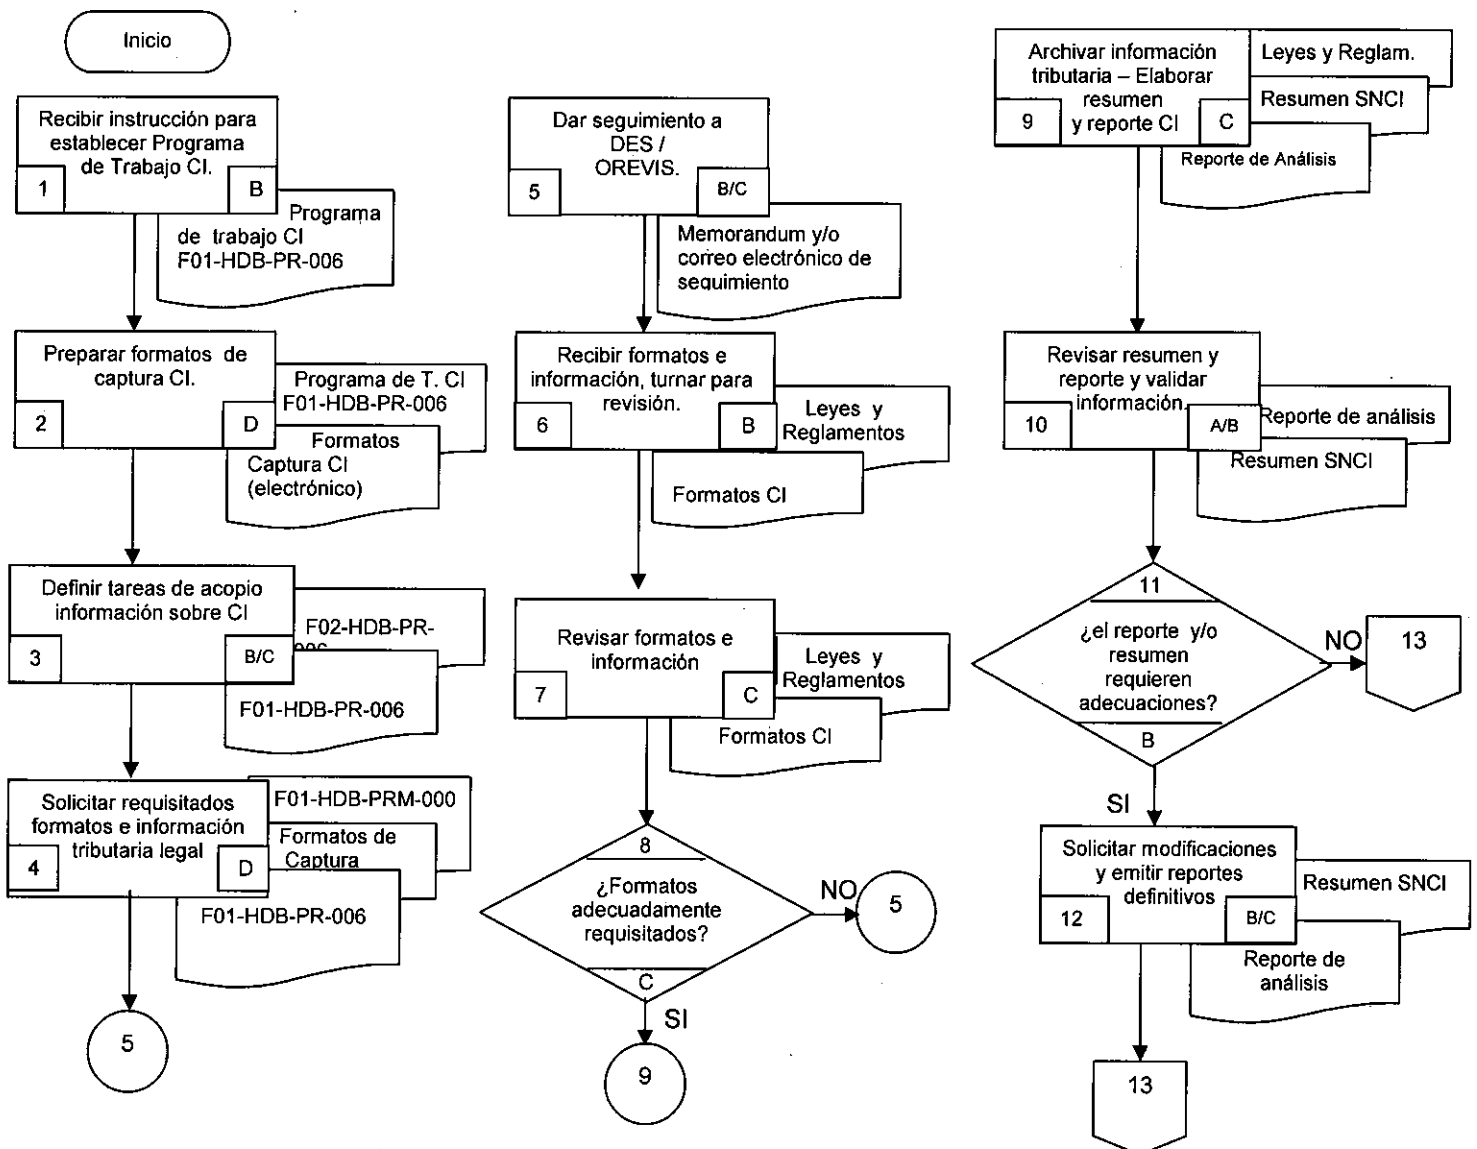 Inicio
Recibir instrucción para
establecer Programa
de Trabajo CI.
1
B
Programa
de trabajo CI
F01-HDB-PR-006
Preparar formatos de
captura CI.
2
D
Programa de T. CI
F01-HDB-PR-006
Formatos
Captura CI
(electrónico)
Definir tareas de acopio
información sobre CI
3
B/C
F02-HDB-PR-
006
F01-HDB-PR-006
Solicitar requisitados
formatos e información
tributaria legal
4
D
F01-HDB-PRM-000
Formatos de
Captura
F01-HDB-PR-006
5
Dar seguimiento a
DES /
OREVIS.
5
B/C
Memorandum y/o
correo electrónico de
seguimiento
Recibir formatos e
información, turnar para
revisión.
6
B
Leyes y
Reglamentos
Formatos CI
Revisar formatos e
información
7
C
Leyes y
Reglamentos
Formatos CI
8
¿Formatos
adecuadamente
requisitados?
C
NO
5
SI
9
Archivar información
tributaria – Elaborar
resumen
y reporte CI
9
C
Leyes y Reglam.
Resumen SNCI
Reporte de Análisis
Revisar resumen y
reporte y validar
información.
10
A/B
Reporte de análisis
Resumen SNCI
11
¿el reporte y/o
resumen
requieren
adecuaciones?
B
NO
13
SI
Solicitar modificaciones
y emitir reportes
definitivos
12
B/C
Resumen SNCI
Reporte de
análisis
13